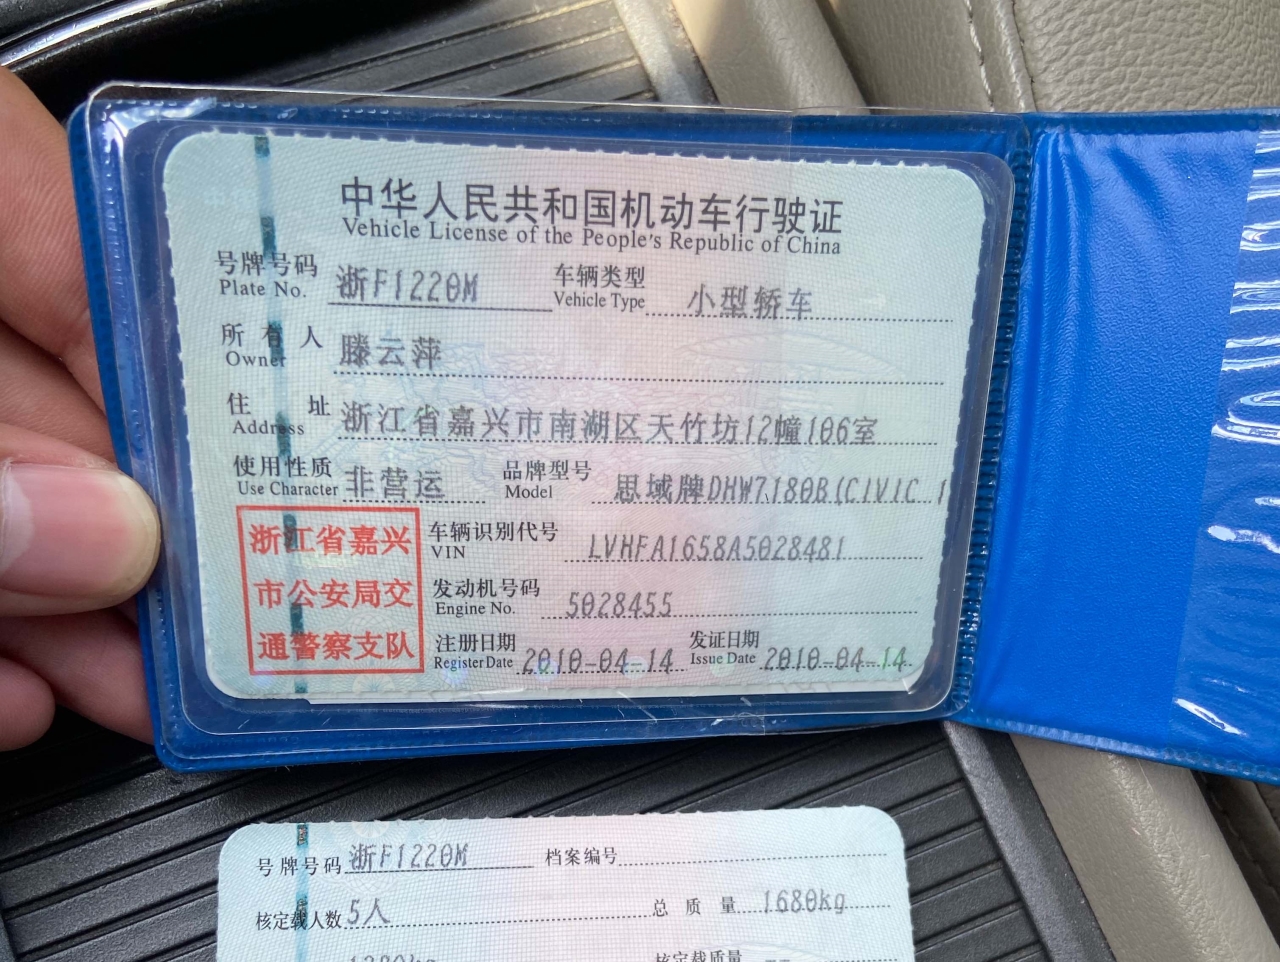 中华人民共和国机动车行驶证
Vehicle License of the People's Republic of China
号牌号码 浙F1220M 车辆类型 小型轿车
Plate No. Vehicle Type
所有人 滕云萍
Owner
住址 浙江省嘉兴市南湖区天竹坊12幢106室
Address
使用性质 非营运 品牌型号 思域牌DHW7180B(CIVIC 1
Use Character Model
浙江省嘉兴
市公安局交
通警察支队
车辆识别代号 LVHFA1658A5028481
VIN
发动机号码 5028455
Engine No.
注册日期 2010-04-14 发证日期 2010-04-14
Register Date Issue Date
号牌号码 浙F1220M 档案编号
核定载人数 5人 总质量 1680kg
核定载质量 --